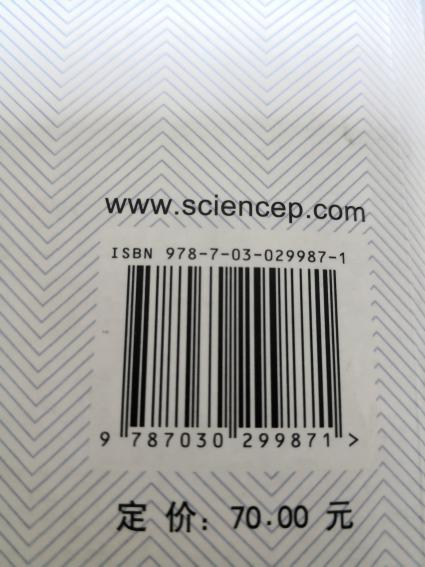 www.sciencep.com
ISBN 978-7-03-029987-1
9 787030 299871 >
定 价：70.00 元